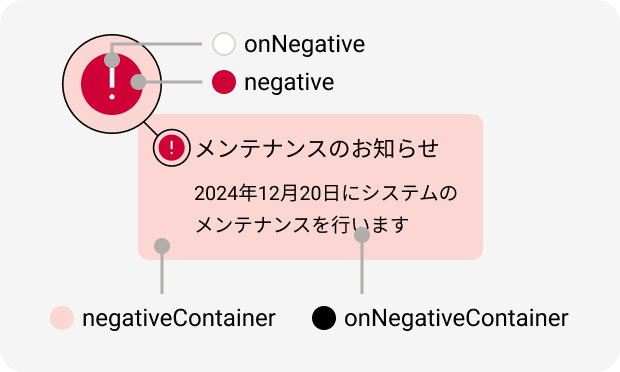 onNegative
negative
メンテナンスのお知らせ
2024年12月20日にシステムの
メンテナンスを行います
negativeContainer
onNegativeContainer